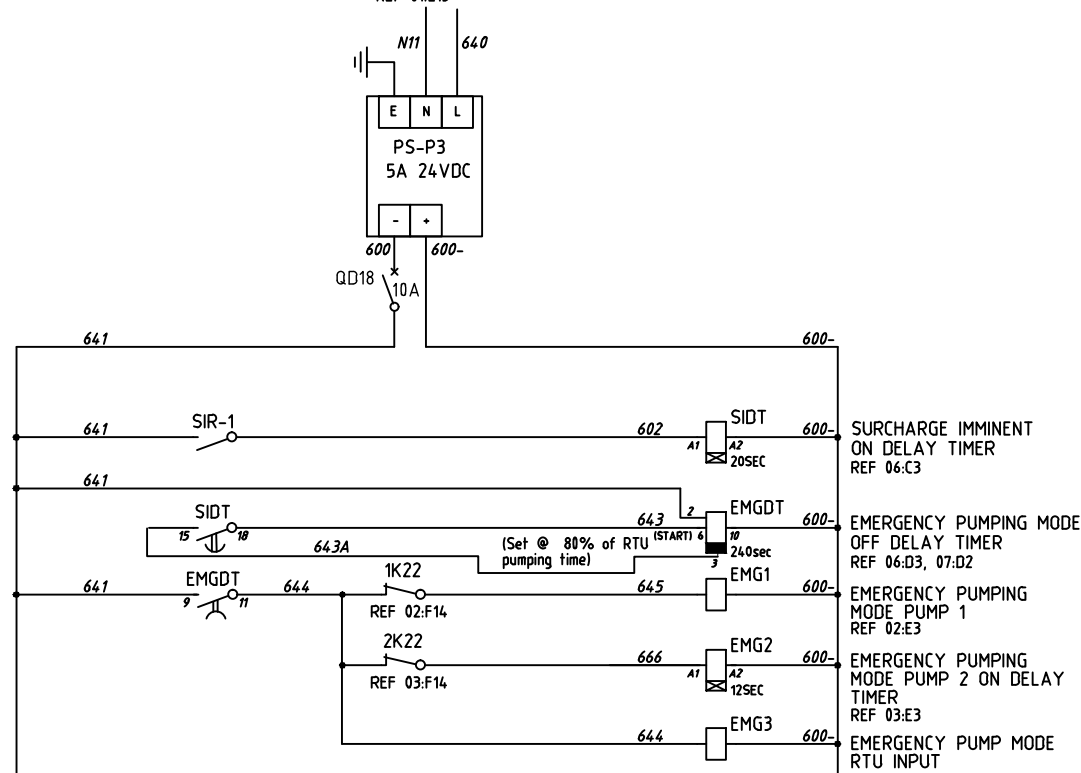 N11 640
E N L
PS-P3
5A 24VDC
- +
600 600-
QD18
10A
641 600-
SIR-1 SIDT
641 602 A1 A2 600- SURCHARGE IMMINENT
20SEC ON DELAY TIMER
REF 06:C3
641
SIDT 2 EMGDT
15 18 643 (START) 6 10 600- EMERGENCY PUMPING MODE
643A (Set @ 80% of RTU 240sec OFF DELAY TIMER
pumping time) 3 REF 06:D3, 07:D2
EMGDT 1K22 EMG1
641 9 11 644 645 600- EMERGENCY PUMPING
REF 02:F14 MODE PUMP 1
REF 02:E3
2K22 EMG2
666 A1 A2 600- EMERGENCY PUMPING
REF 03:F14 12SEC MODE PUMP 2 ON DELAY
TIMER
REF 03:E3
EMG3
644 600- EMERGENCY PUMP MODE
RTU INPUT